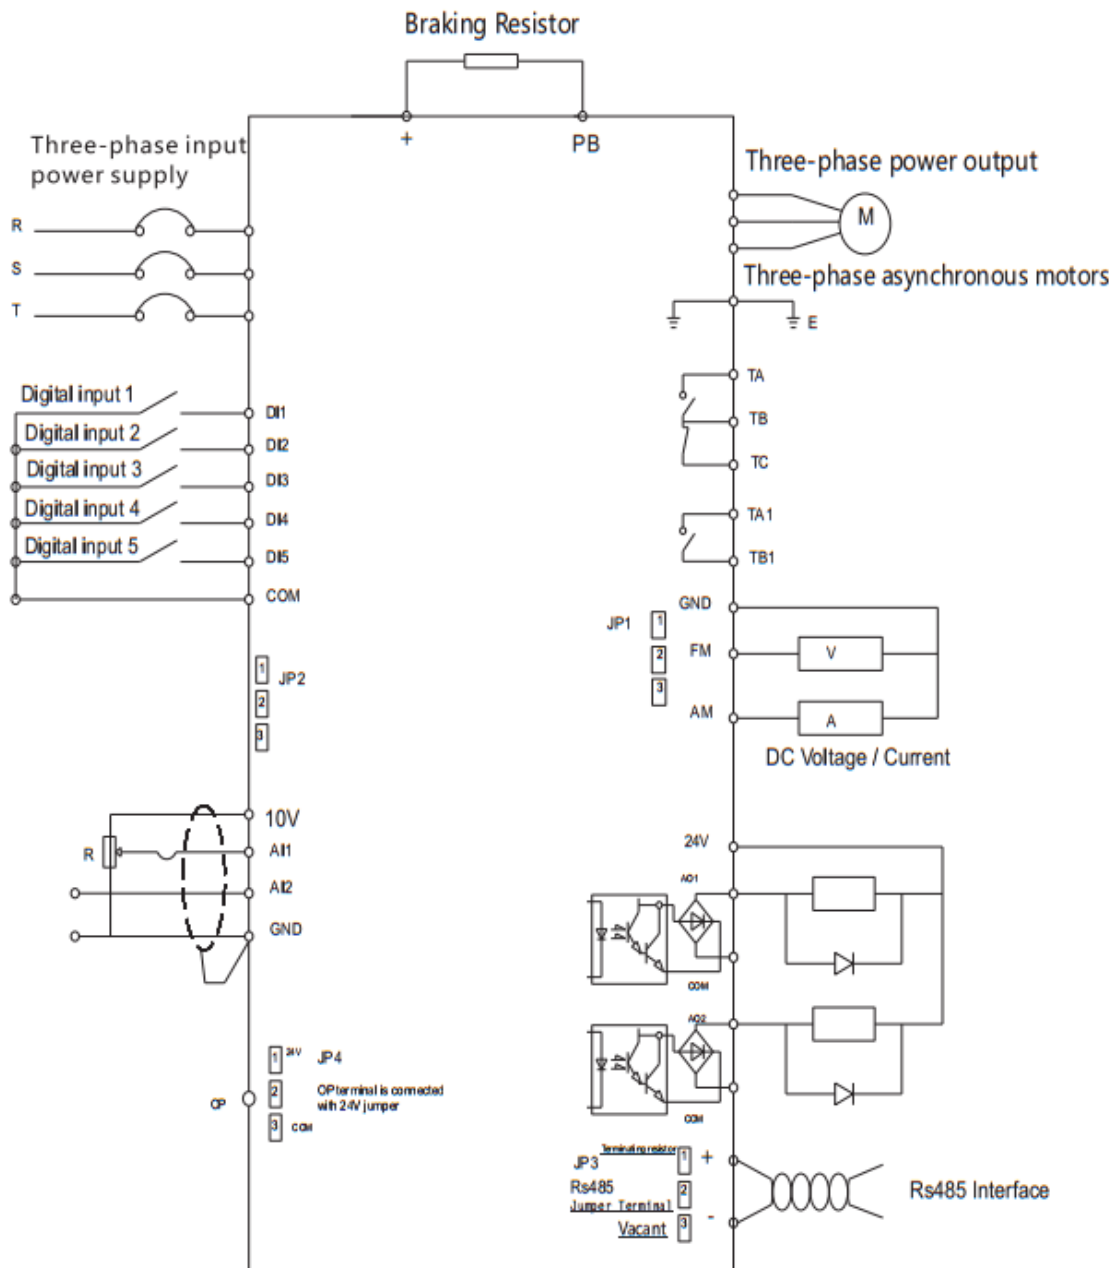 Braking Resistor
+
PB
Three-phase input
power supply
Three-phase power output
M
R
S
T
Three-phase asynchronous motors
E
Digital input 1
DI1
Digital input 2
DI2
Digital input 3
DI3
Digital input 4
DI4
Digital input 5
DI5
COM
TA
TB
TC
TA1
TB1
GND
JP1
1
2
3
FM
V
AM
A
DC Voltage / Current
1
JP2
2
3
10V
R
AI1
AI2
GND
24V
AO1
COM
AO2
COM
1
24V
JP4
OP
2
OP terminal is connected
with 24V jumper
3
COM
Terminating resistor
JP3
1
+
Rs485
2
Jumper Terminal
Vacant
3
-
Rs485 Interface